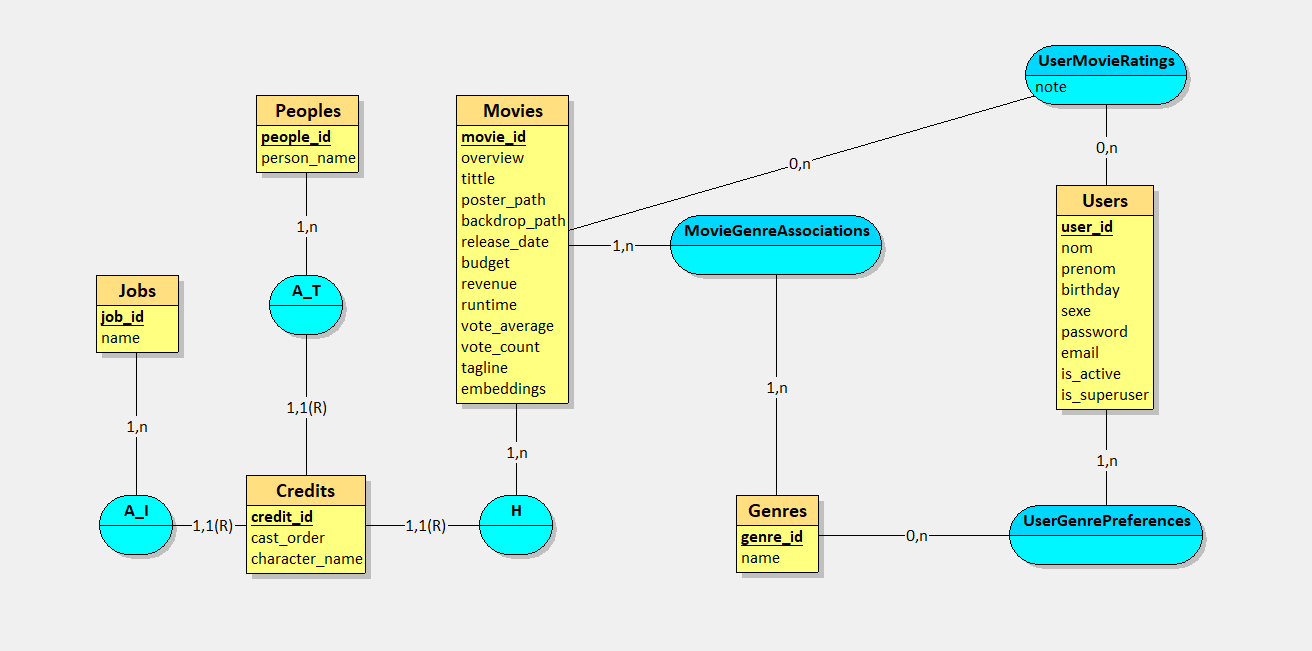 UserMovieRatings
note
0,n
0,n
Peoples
people_id
person_name
1,n
A_T
1,1(R)
Movies
movie_id
overview
tittle
poster_path
backdrop_path
release_date
budget
revenue
runtime
vote_average
vote_count
tagline
embeddings
1,n
MovieGenreAssociations
1,n
Users
user_id
nom
prenom
birthday
sexe
password
email
is_active
is_superuser
1,n
Jobs
job_id
name
1,n
A_I
1,1(R)
Credits
credit_id
cast_order
character_name
1,1(R)
H
1,n
Genres
genre_id
name
0,n
UserGenrePreferences